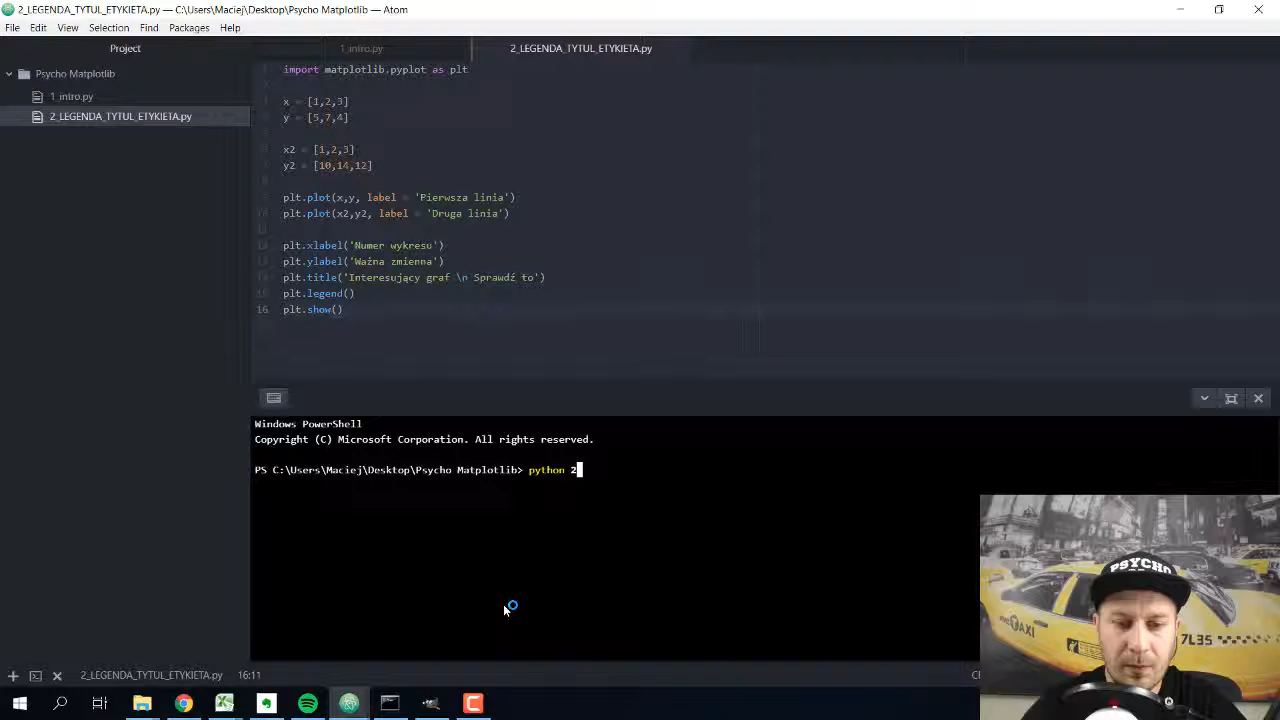 2_LEGENDA_TYTUL_ETYKIETA.py — C:\Users\Maciej\Desktop\Psycho Matplotlib — Atom
File Edit View Selection Find Packages Help
Project
1_intro.py
2_LEGENDA_TYTUL_ETYKIETA.py
Psycho Matplotlib
1_intro.py
2_LEGENDA_TYTUL_ETYKIETA.py
import matplotlib.pyplot as plt
x = [1,2,3]
y = [5,7,4]
x2 = [1,2,3]
y2 = [10,14,12]
plt.plot(x,y, label = 'Pierwsza linia')
plt.plot(x2,y2, label = 'Druga linia')
plt.xlabel('Numer wykresu')
plt.ylabel('Ważna zmienna')
plt.title('Interesujący graf \n Sprawdź to')
plt.legend()
16 plt.show()
Windows PowerShell
Copyright (C) Microsoft Corporation. All rights reserved.
PS C:\Users\Maciej\Desktop\Psycho Matplotlib> python 2
2_LEGENDA_TYTUL_ETYKIETA.py 16:11
PSYCHO
TAXI
7L35